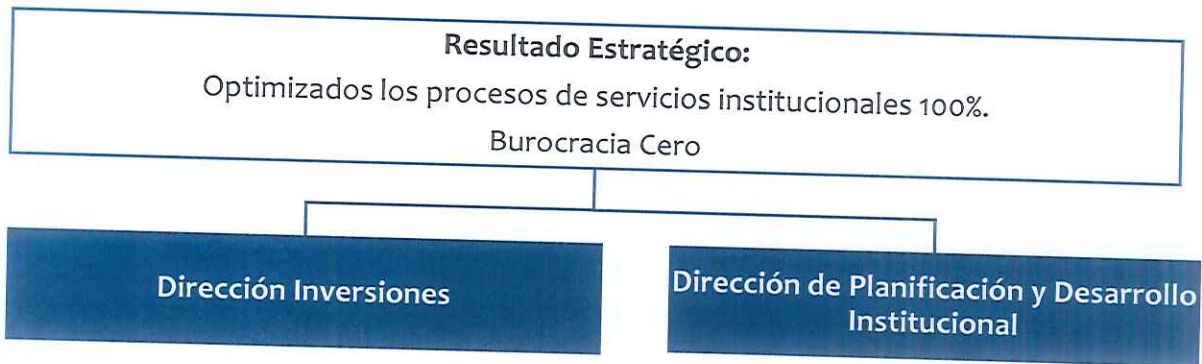 Resultado Estratégico:
Optimizados los procesos de servicios institucionales 100%.
Burocracia Cero
Dirección Inversiones
Dirección de Planificación y Desarrollo
Institucional